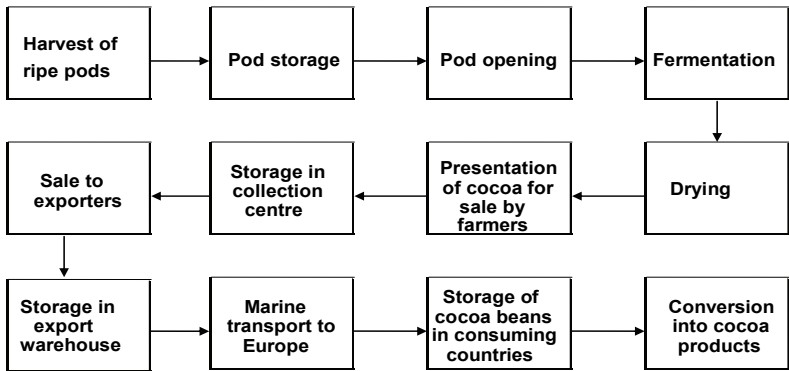 Harvest of
ripe pods
Pod storage
Pod opening
Fermentation
Drying
Presentation
of cocoa for
sale by
farmers
Storage in
collection
centre
Sale to
exporters
Storage in
export
warehouse
Marine
transport to
Europe
Storage of
cocoa beans
in consuming
countries
Conversion
into cocoa
products